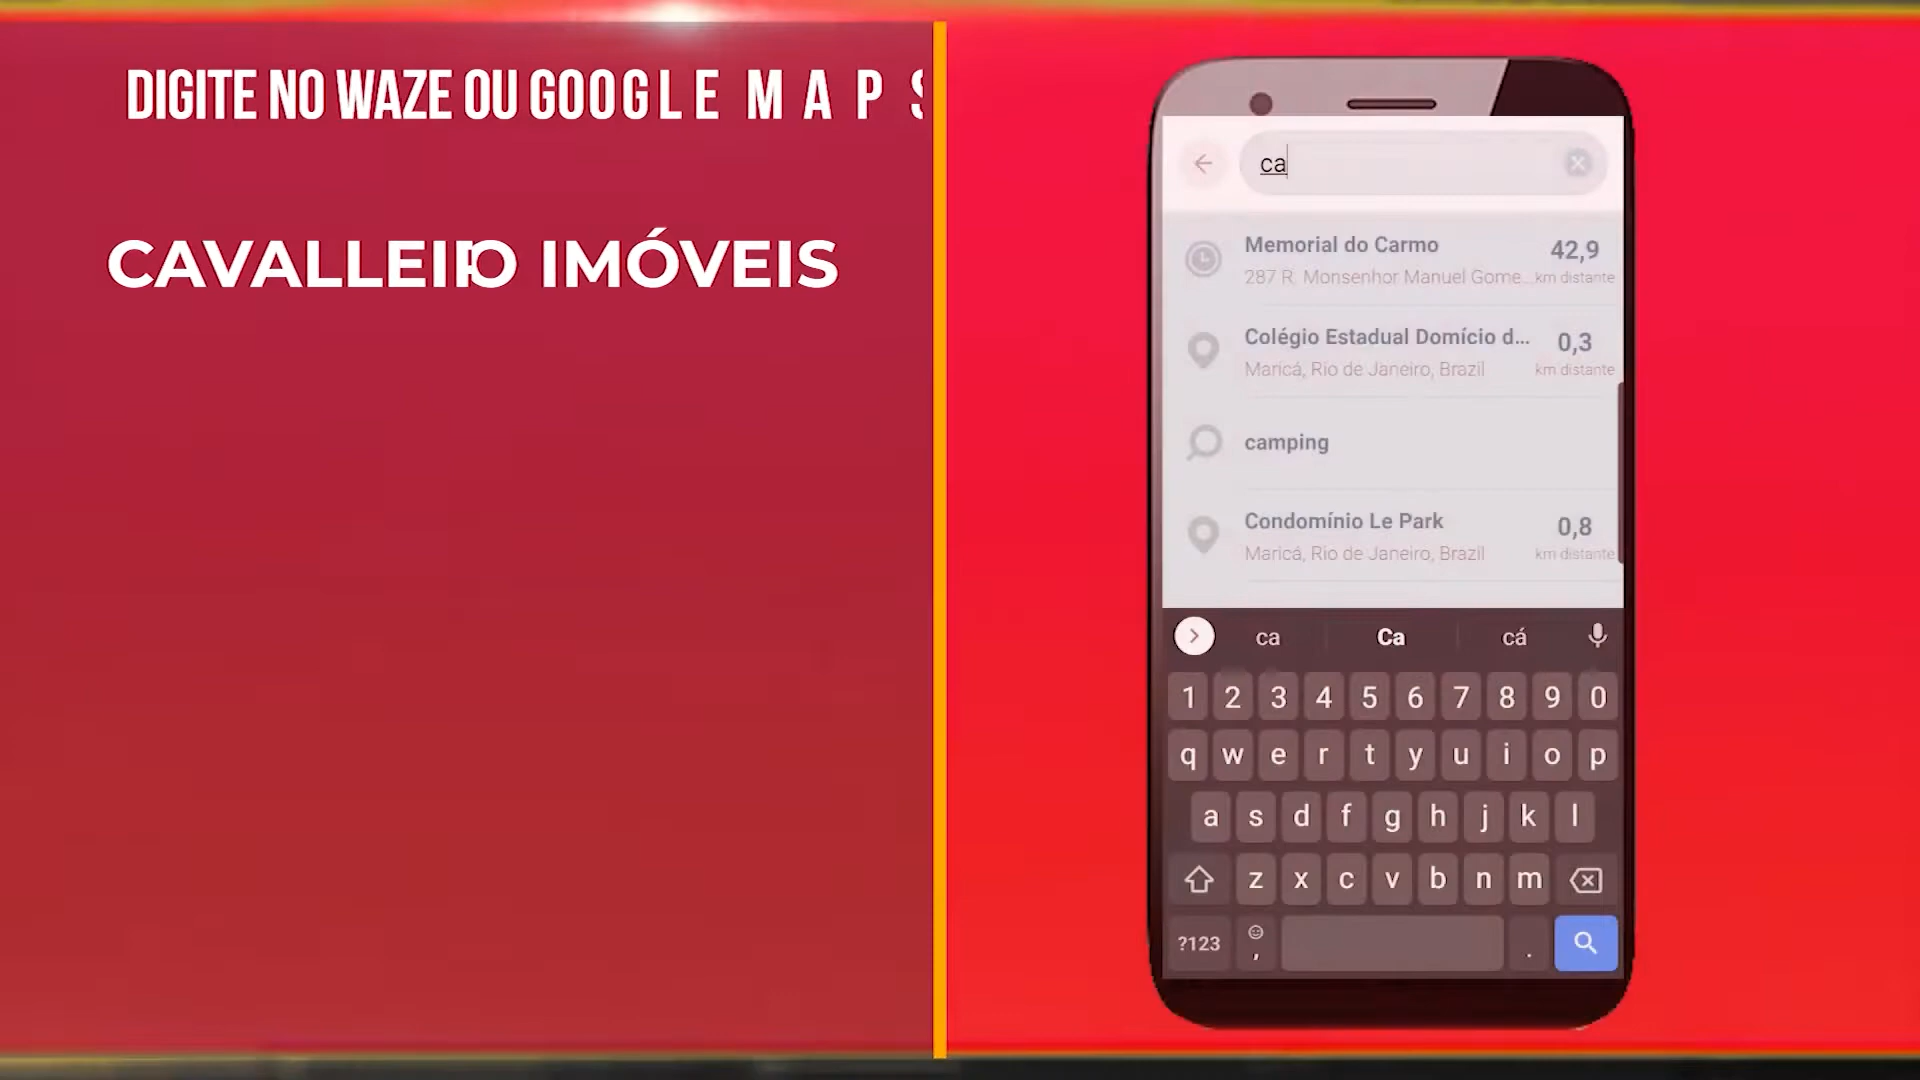 DIGITE NO WAZE OU GOOGLE MAPS
CAVALLEIRO IMÓVEIS
ca
Memorial do Carmo
42,9
287 R. Monsenhor Manuel Gome...
km distante
Colégio Estadual Domício d...
0,3
Maricá, Rio de Janeiro, Brazil
km distante
camping
Condomínio Le Park
0,8
Maricá, Rio de Janeiro, Brazil
km distante
ca Ca cá
1 2 3 4 5 6 7 8 9 0
q w e r t y u i o p
a s d f g h j k l
z x c v b n m
?123 , .